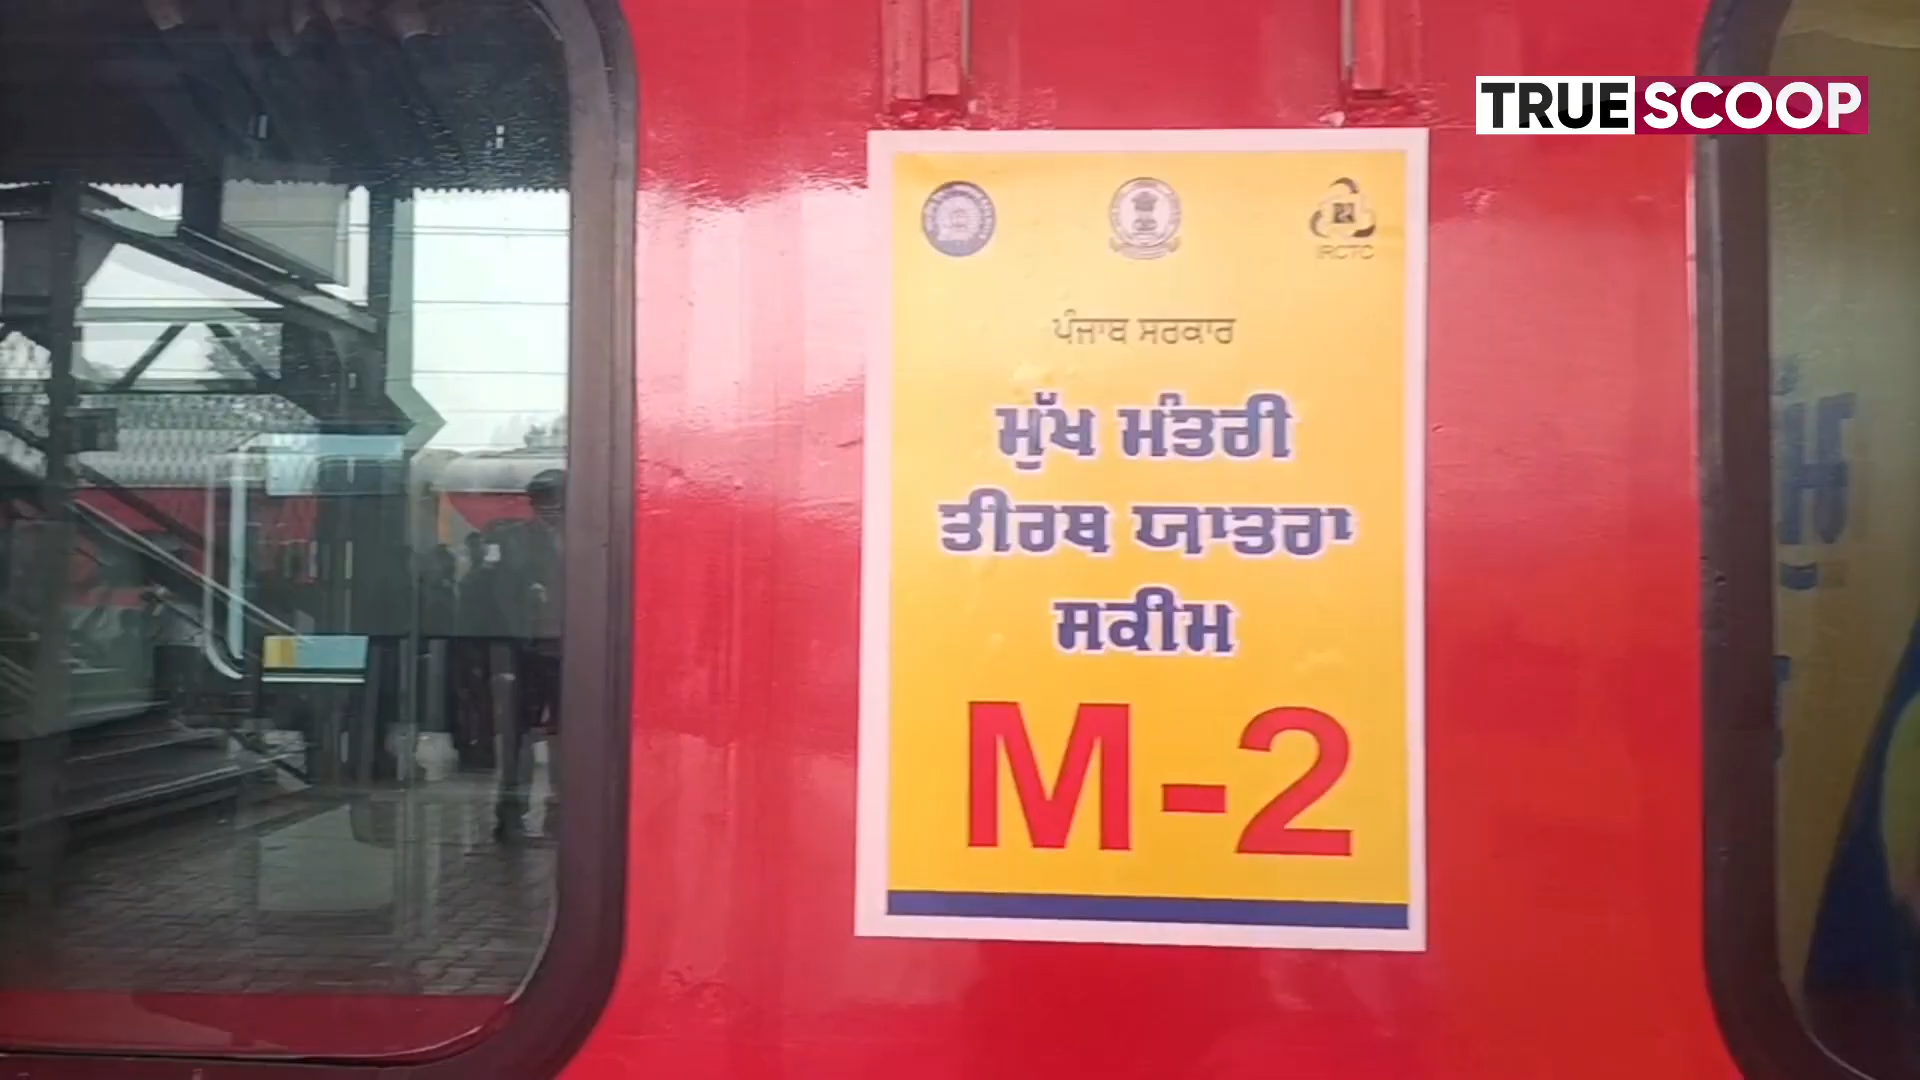 TRUE SCOOP
IRCTC
ਪੰਜਾਬ ਸਰਕਾਰ
ਮੁੱਖ ਮੰਤਰੀ
ਤੀਰਥ ਯਾਤਰਾ
ਸਕੀਮ
M-2